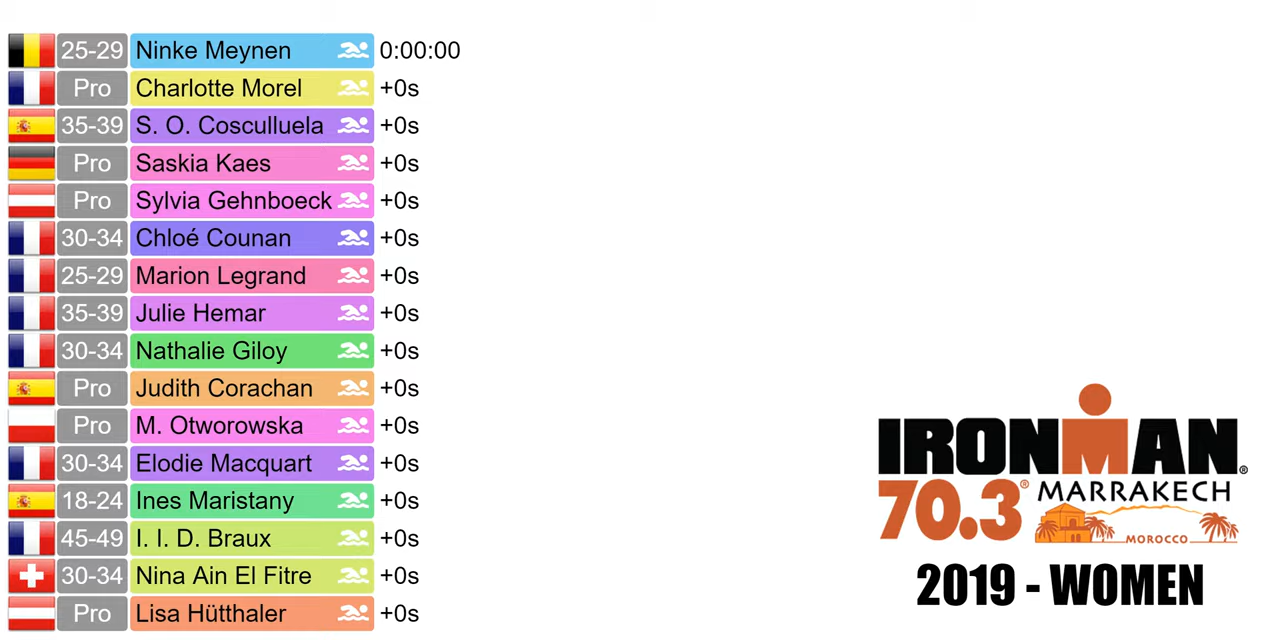 25-29 Ninke Meynen 0:00:00
Pro Charlotte Morel +0s
35-39 S. O. Cosculluela +0s
Pro Saskia Kaes +0s
Pro Sylvia Gehnboeck +0s
30-34 Chloé Counan +0s
25-29 Marion Legrand +0s
35-39 Julie Hemar +0s
30-34 Nathalie Giloy +0s
Pro Judith Corachan +0s
Pro M. Otworowska +0s
30-34 Elodie Macquart +0s
18-24 Ines Maristany +0s
45-49 I. I. D. Braux +0s
30-34 Nina Ain El Fitre +0s
Pro Lisa Hütthaler +0s
IRONMAN®
70.3® MARRAKECH
MOROCCO
2019 - WOMEN